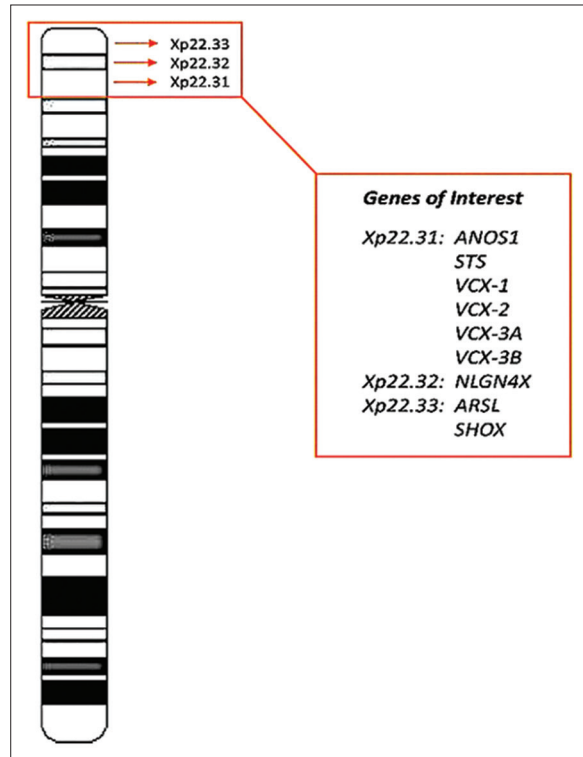 Xp22.33
Xp22.32
Xp22.31
Genes of Interest
Xp22.31: ANOS1
STS
VCX-1
VCX-2
VCX-3A
VCX-3B
Xp22.32: NLGN4X
Xp22.33: ARSL
SHOX